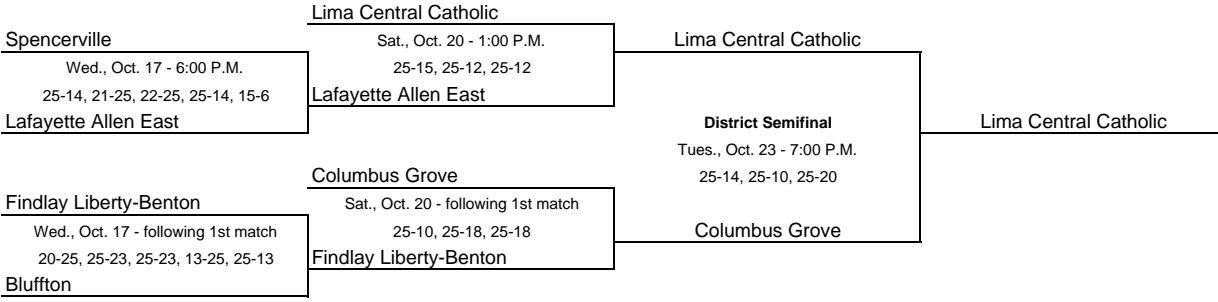 Lima Central Catholic
Spencerville
Sat., Oct. 20 - 1:00 P.M.
Lima Central Catholic
Wed., Oct. 17 - 6:00 P.M.
25-15, 25-12, 25-12
25-14, 21-25, 22-25, 25-14, 15-6
Lafayette Allen East
Lafayette Allen East
District Semifinal
Lima Central Catholic
Tues., Oct. 23 - 7:00 P.M.
Columbus Grove
25-14, 25-10, 25-20
Findlay Liberty-Benton
Sat., Oct. 20 - following 1st match
Wed., Oct. 17 - following 1st match
25-10, 25-18, 25-18
Columbus Grove
20-25, 25-23, 25-23, 13-25, 25-13
Findlay Liberty-Benton
Bluffton